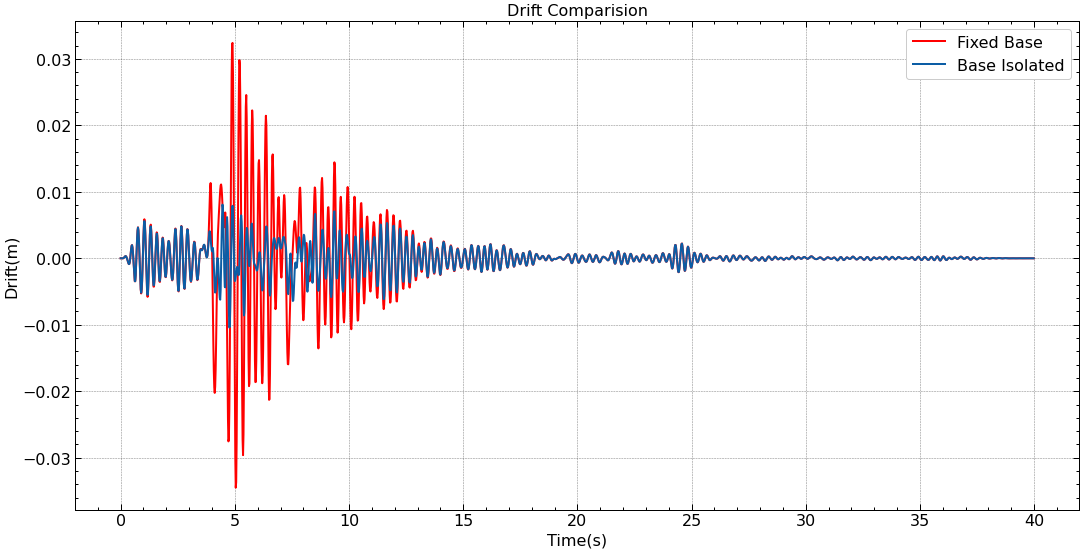 Drift Comparision
Fixed Base
Base Isolated
0.03
0.02
0.01
0.00
−0.01
−0.02
−0.03
Drift(m)
0 5 10 15 20 25 30 35 40
Time(s)